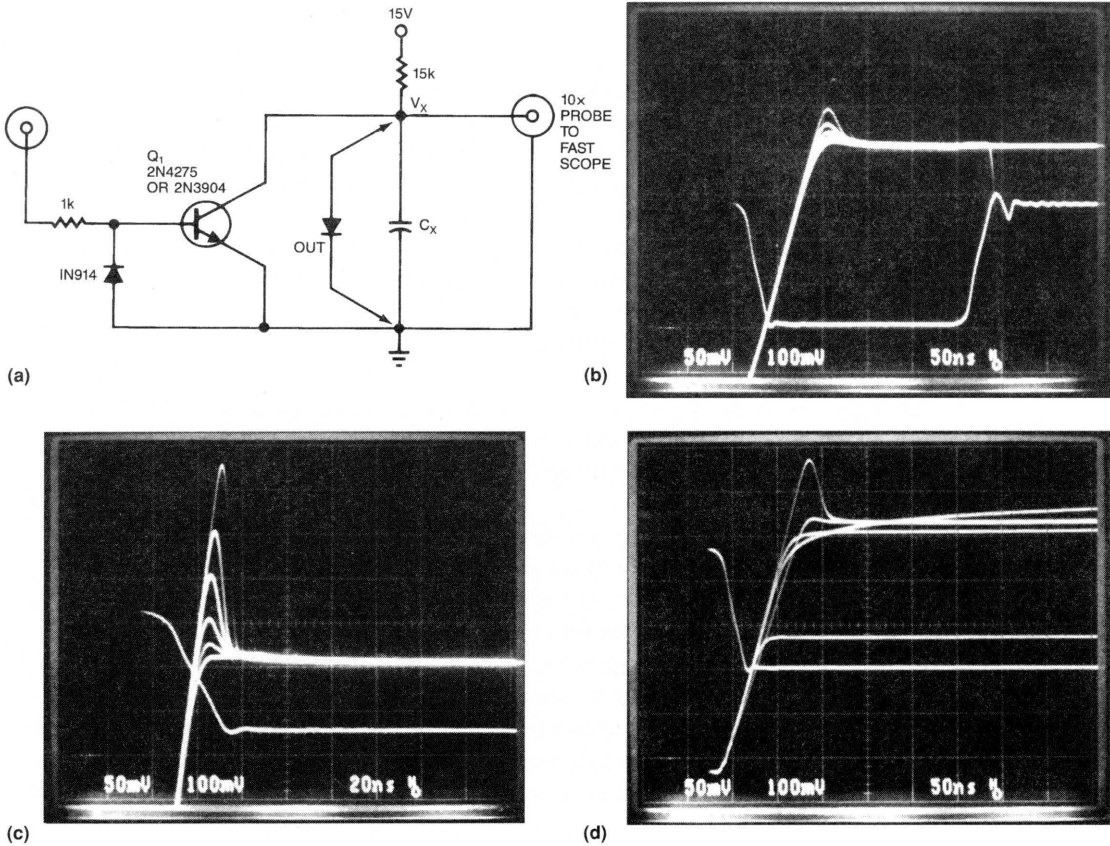 15V
15k
Vₓ
10×
PROBE
TO
FAST
SCOPE
Q₁
2N4275
OR 2N3904
1k
OUT
Cₓ
IN914
(a)
50mV 100mV 50ns
(b)
50mV 100mV 20ns
(c)
50mV 100mV 50ns
(d)